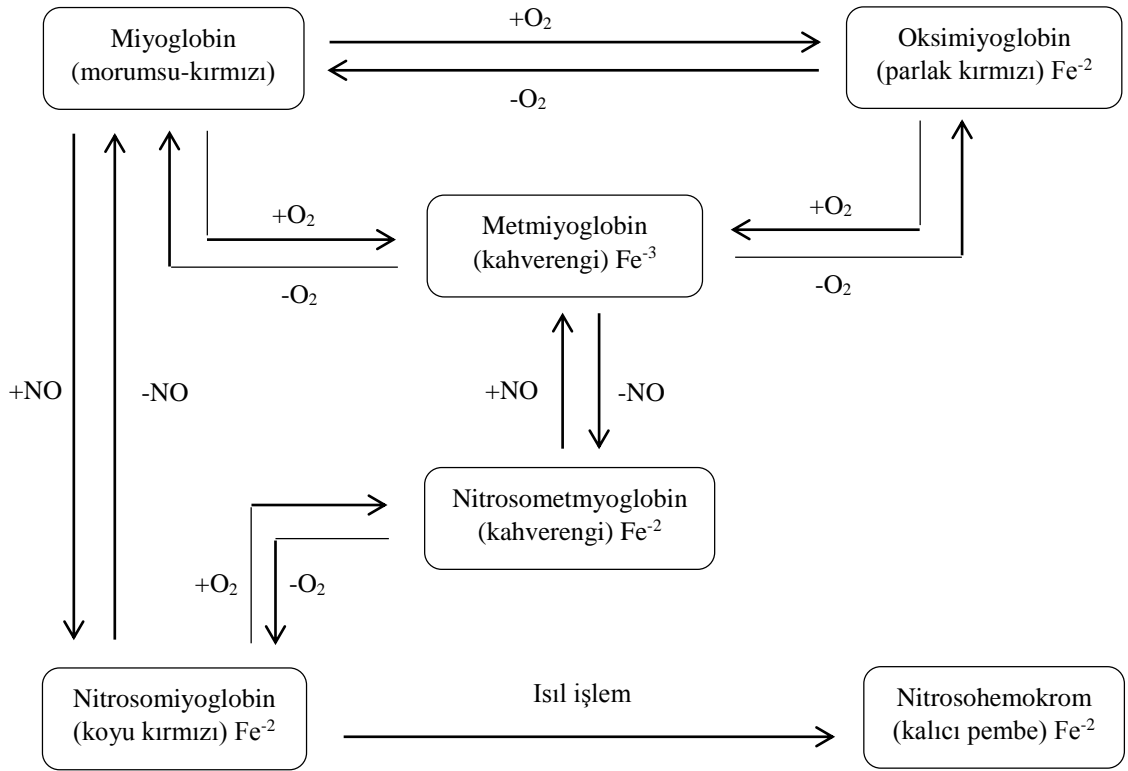 +O₂
Miyoglobin
(morumsu-kırmızı)
Oksimiyoglobin
(parlak kırmızı) Fe⁻²
-O₂
+O₂
Metmiyoglobin
(kahverengi) Fe⁻³
+O₂
-O₂
-O₂
+NO
-NO
+NO
-NO
Nitrosometmyoglobin
(kahverengi) Fe⁻²
+O₂
-O₂
Nitrosomiyoglobin
(koyu kırmızı) Fe⁻²
Isıl işlem
Nitrosohemokrom
(kalıcı pembe) Fe⁻²